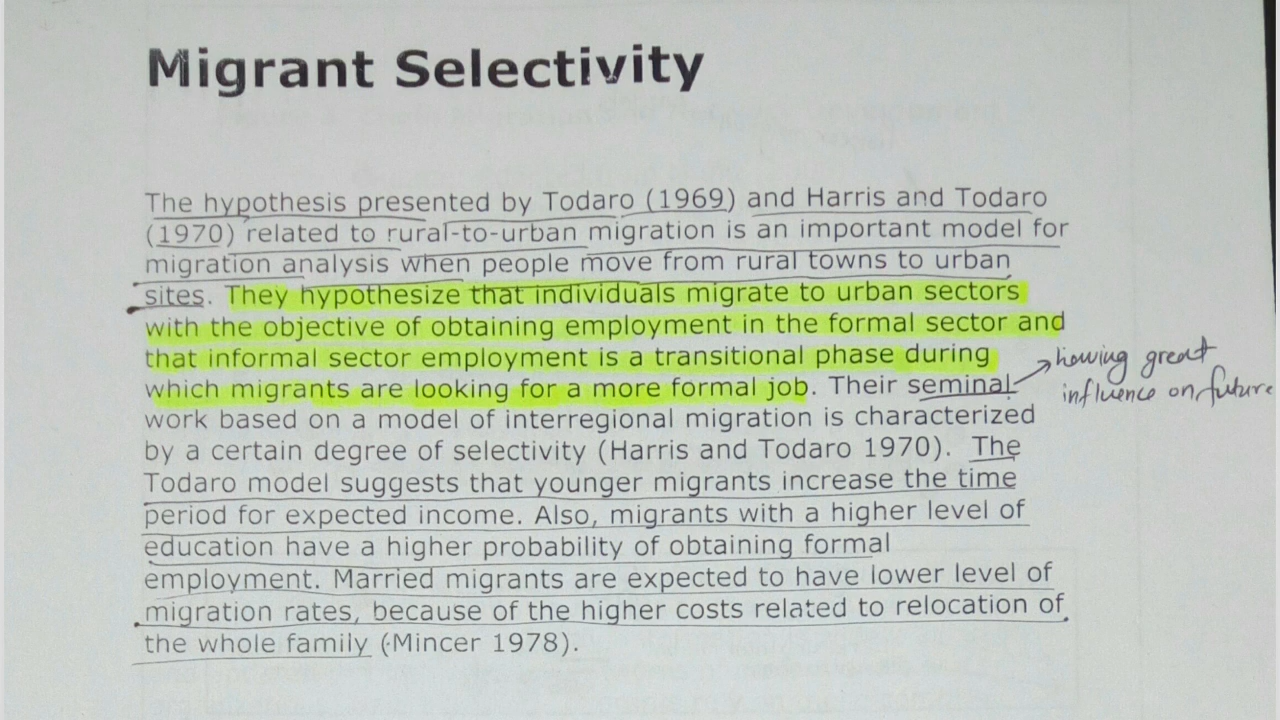 Migrant Selectivity
The hypothesis presented by Todaro (1969) and Harris and Todaro
(1970) related to rural-to-urban migration is an important model for
migration analysis when people move from rural towns to urban
sites. They hypothesize that individuals migrate to urban sectors
with the objective of obtaining employment in the formal sector and
that informal sector employment is a transitional phase during
which migrants are looking for a more formal job. Their seminal
having great
influence on future
work based on a model of interregional migration is characterized
by a certain degree of selectivity (Harris and Todaro 1970). The
Todaro model suggests that younger migrants increase the time
period for expected income. Also, migrants with a higher level of
education have a higher probability of obtaining formal
employment. Married migrants are expected to have lower level of
migration rates, because of the higher costs related to relocation of
the whole family (Mincer 1978).